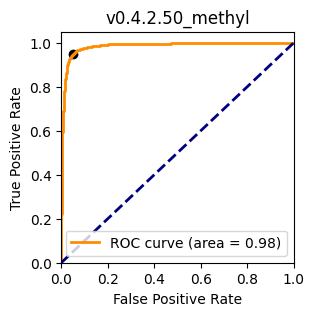 v0.4.2.50_methyl
1.0
0.8
0.6
0.4
0.2
0.0
True Positive Rate
ROC curve (area = 0.98)
0.0 0.2 0.4 0.6 0.8 1.0
False Positive Rate